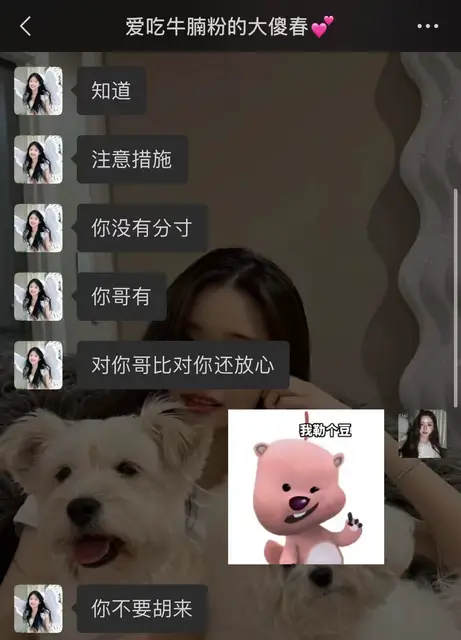 爱吃牛腩粉的大傻春💕
知道
注意措施
你没有分寸
你哥有
对你哥比对你还放心
我勒个豆
你不要胡来